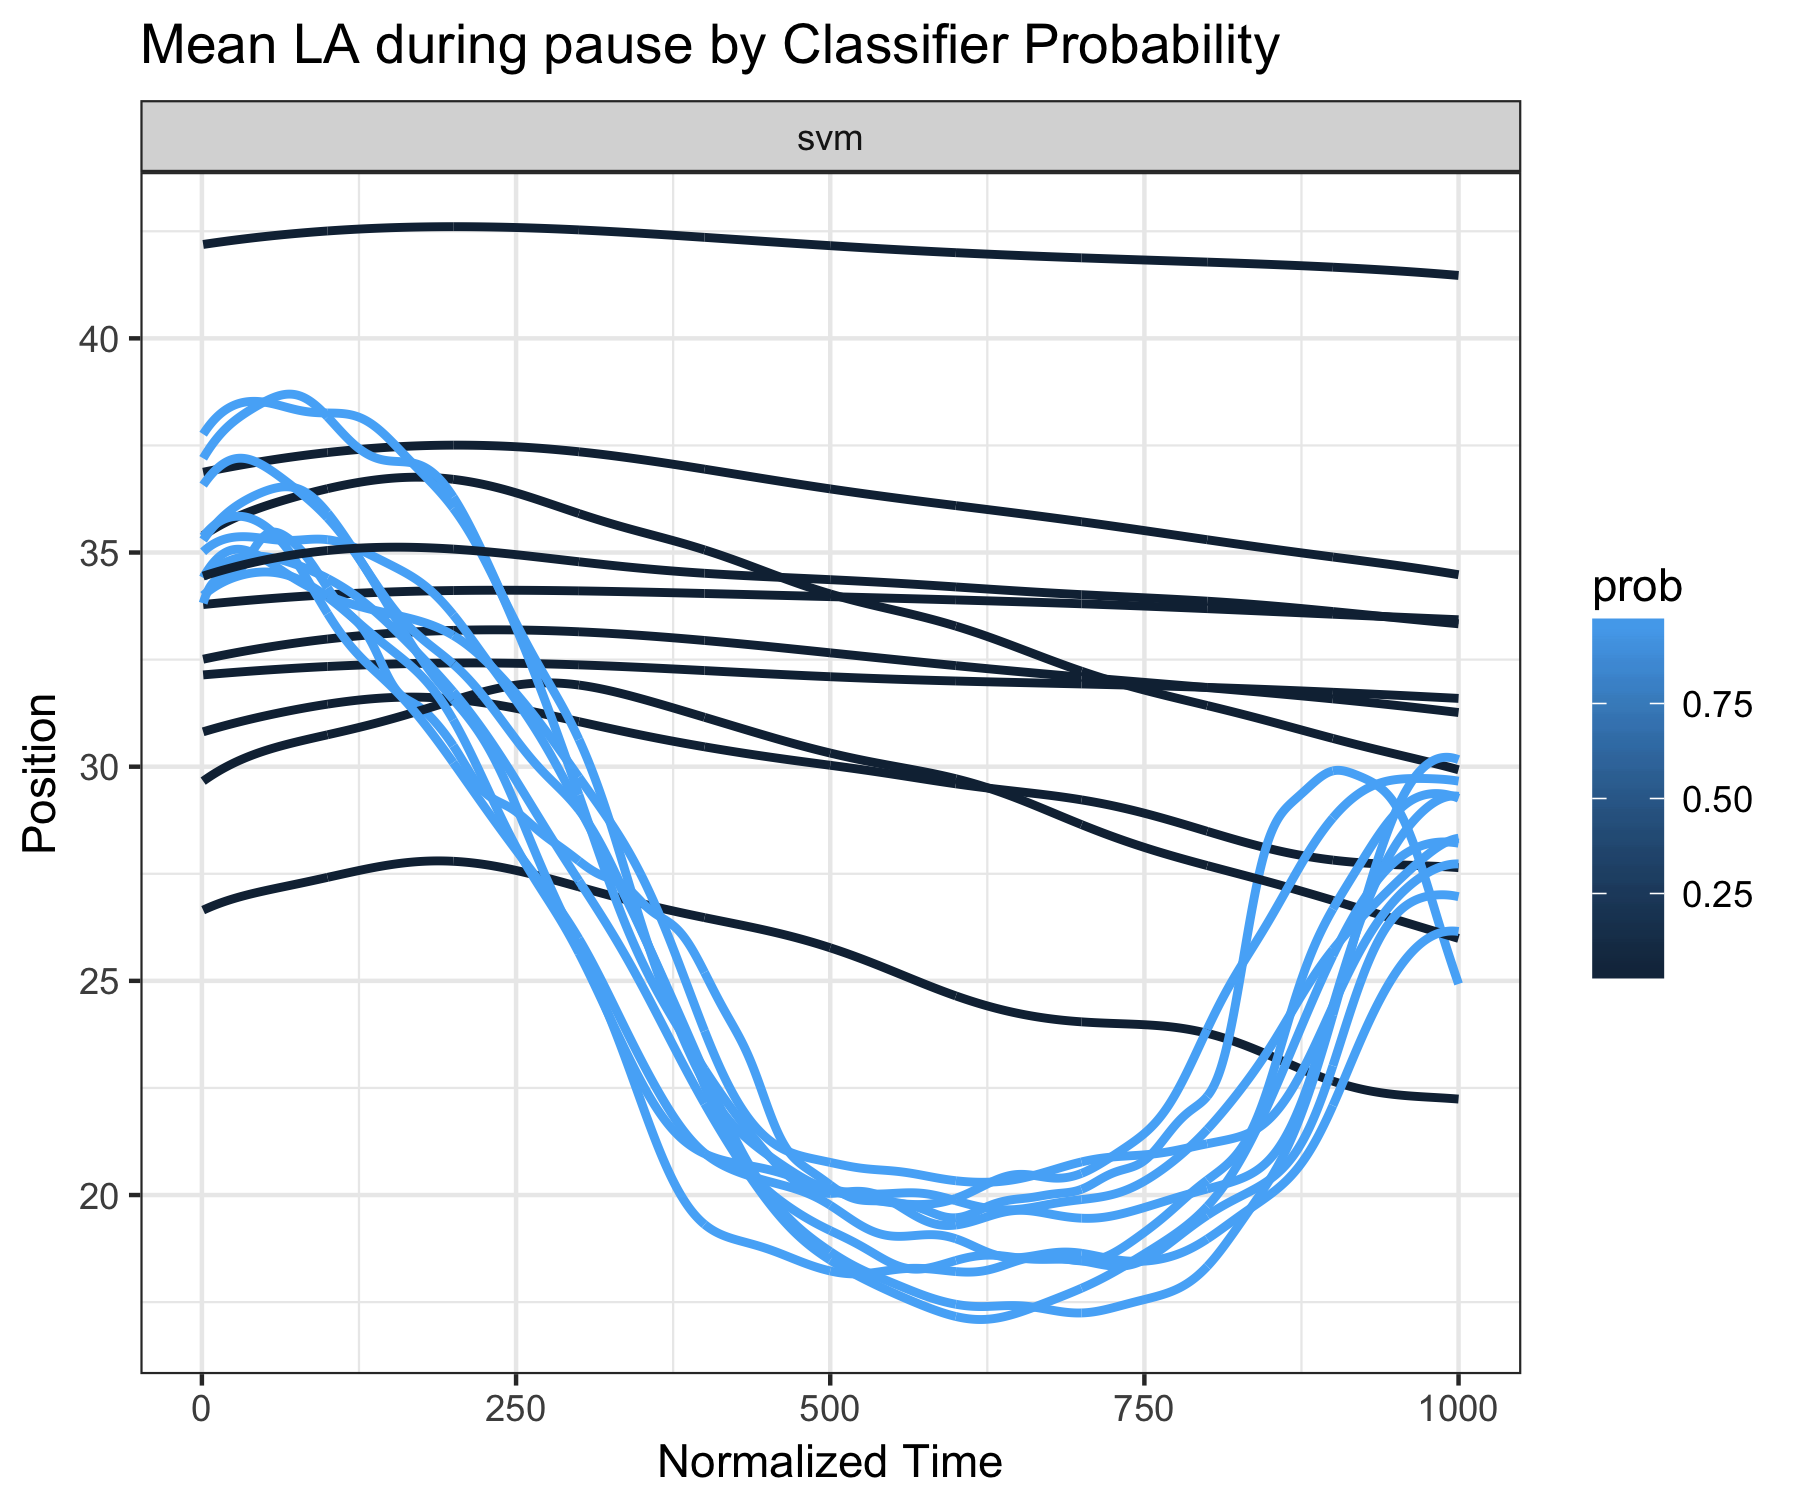 Mean LA during pause by Classifier Probability
svm
Position
40
35
30
25
20
0 250 500 750 1000
Normalized Time
prob
0.75
0.50
0.25